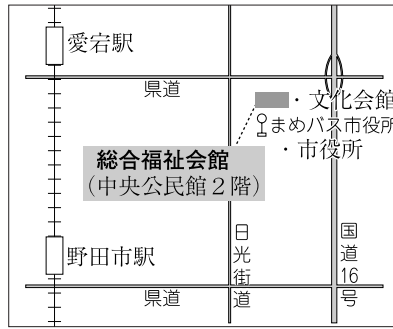 愛宕駅
県道
・文化会館
まめバス市役所
・市役所
総合福祉会館
（中央公民館２階）
野田市駅
日光街道
国道16号
県道